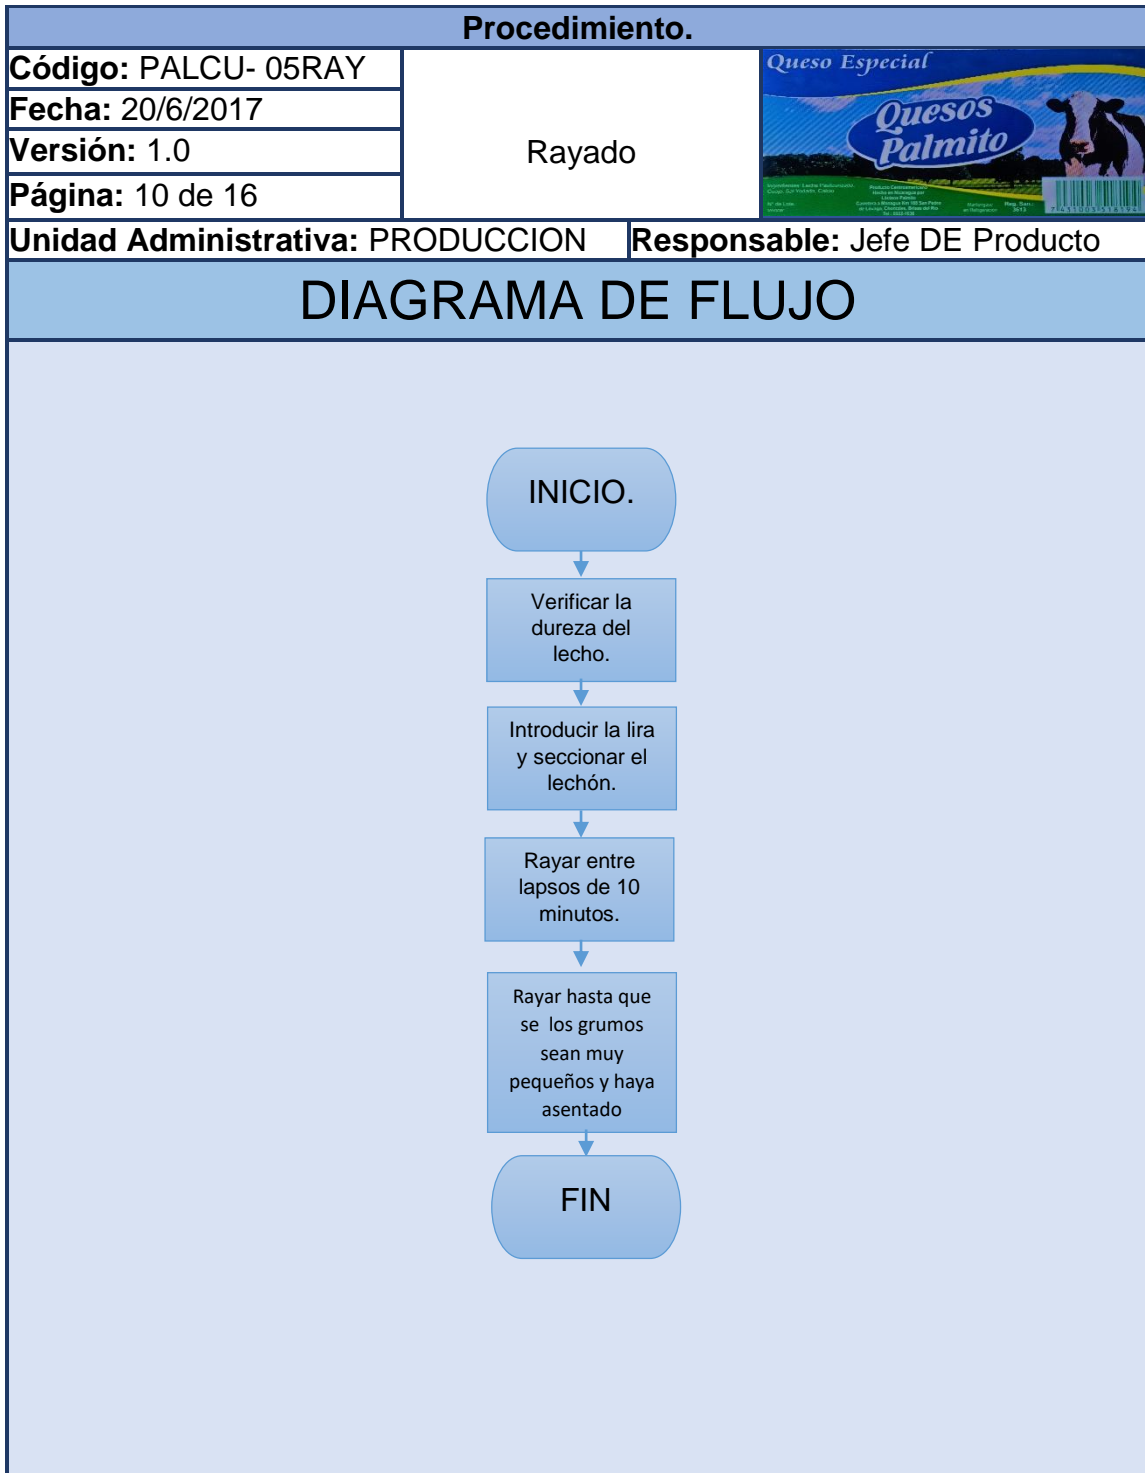 Procedimiento.
Código: PALCU- 05RAY
Fecha: 20/6/2017
Versión: 1.0
Página: 10 de 16
Rayado
Queso Especial
Quesos
Palmito
Unidad Administrativa: PRODUCCION
Responsable: Jefe DE Producto
DIAGRAMA DE FLUJO
INICIO.
Verificar la
dureza del
lecho.
Introducir la lira
y seccionar el
lechón.
Rayar entre
lapsos de 10
minutos.
Rayar hasta que
se los grumos
sean muy
pequeños y haya
asentado
FIN